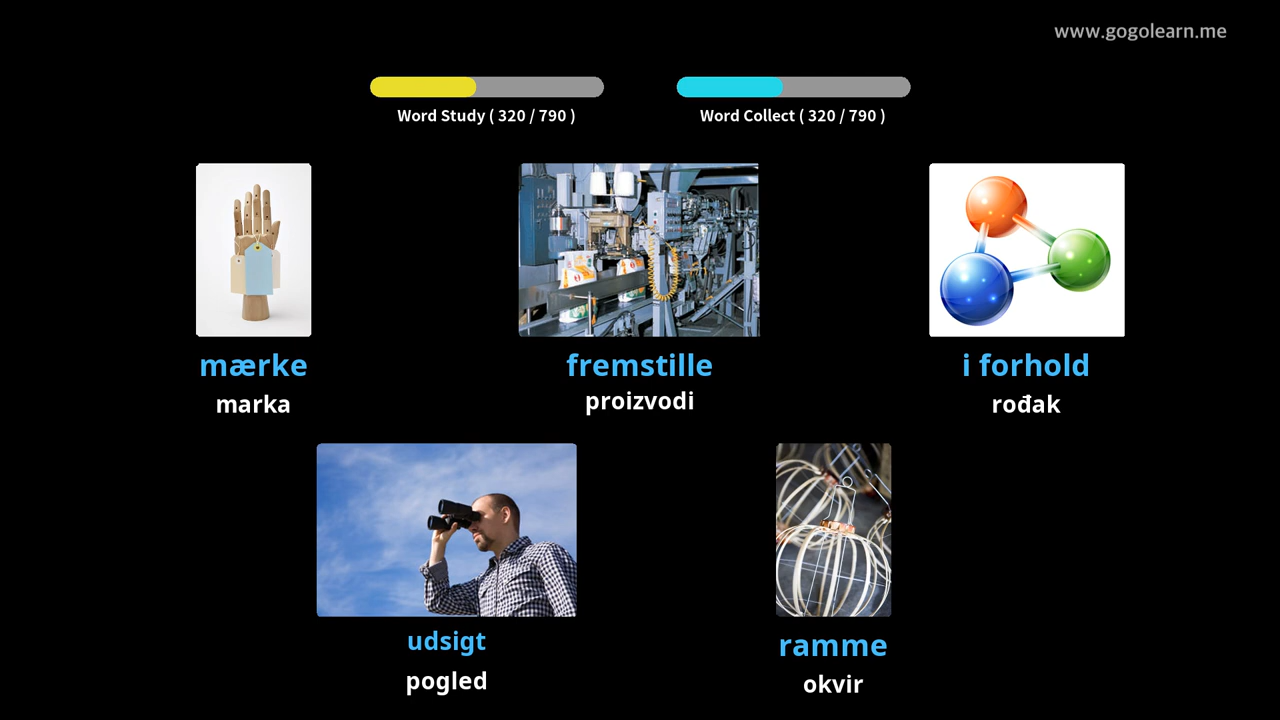 www.gogolearn.me
Word Study ( 320 / 790 )
Word Collect ( 320 / 790 )
mærke
marka
fremstille
proizvodi
i forhold
rođak
udsigt
pogled
ramme
okvir